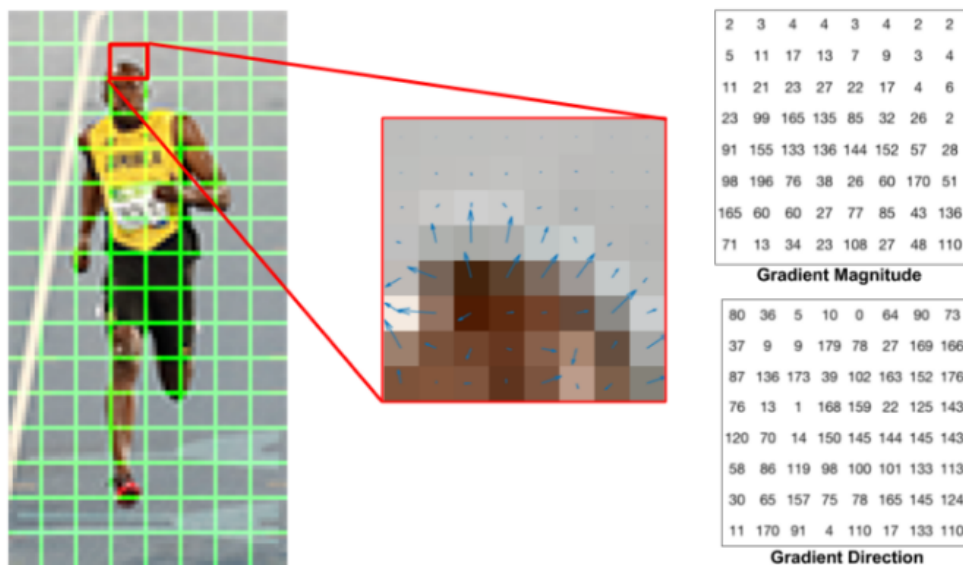 2 3 4 4 3 4 2 2
5 11 17 13 7 9 3 4
11 21 23 27 22 17 4 6
23 99 165 135 85 32 26 2
91 155 133 136 144 152 57 28
98 196 76 38 26 60 170 51
165 60 60 27 77 85 43 136
71 13 34 23 108 27 48 110
Gradient Magnitude
80 36 5 10 0 64 90 73
37 9 9 179 78 27 169 166
87 136 173 39 102 163 152 176
76 13 1 168 159 22 125 143
120 70 14 150 145 144 145 143
58 86 119 98 100 101 133 113
30 65 157 75 78 165 145 124
11 170 91 4 110 17 133 110
Gradient Direction